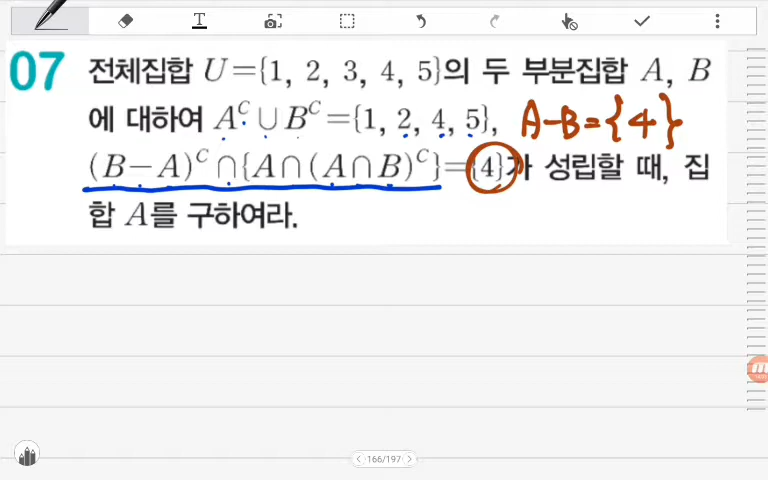 07 전체집합 U={1, 2, 3, 4, 5}의 두 부분집합 A, B
에 대하여 A^C ∪ B^C={1, 2, 4, 5}, A-B={4}
(B-A)^C∩{A∩(A∩B)^C}={4}가 성립할 때, 집
합 A를 구하여라.
166/197